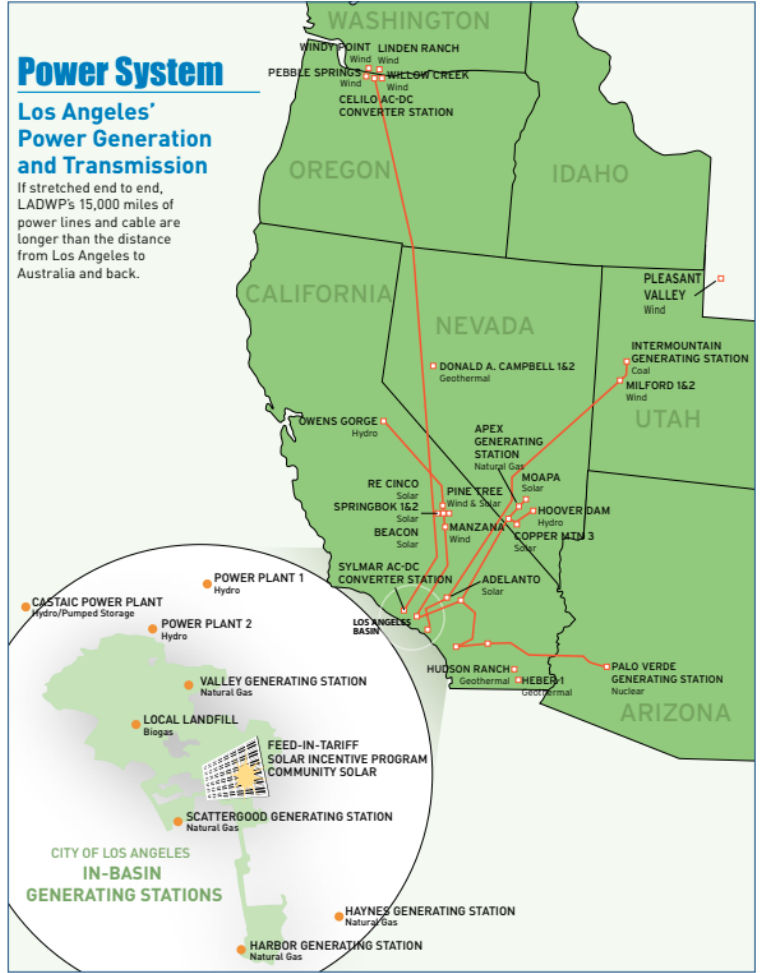 Power System
Los Angeles'
Power Generation
and Transmission
If stretched end to end,
LADWP's 15,000 miles of
power lines and cable are
longer than the distance
from Los Angeles to
Australia and back.
WASHINGTON
WINDY POINT
Wind
LINDEN RANCH
Wind
PEBBLE SPRINGS
Wind
WILLOW CREEK
Wind
CELILO AC-DC
CONVERTER STATION
OREGON
IDAHO
CALIFORNIA
NEVADA
PLEASANT
VALLEY
Wind
INTERMOUNTAIN
GENERATING STATION
Coal
MILFORD 1&2
Wind
UTAH
DONALD A. CAMPBELL 1&2
Geothermal
OWENS GORGE
Hydro
APEX
GENERATING
STATION
Natural Gas
MOAPA
Solar
RE CINCO
Solar
PINE TREE
Wind & Solar
SPRINGBOK 1&2
Solar
HOOVER DAM
Hydro
BEACON
Solar
MANZANA
Wind
COPPER MTN 3
Solar
SYLMAR AC-DC
CONVERTER STATION
ADELANTO
Solar
LOS ANGELES
BASIN
HUDSON RANCH
Geothermal
HEBER 1
Geothermal
PALO VERDE
GENERATING STATION
Nuclear
ARIZONA
POWER PLANT 1
Hydro
CASTAIC POWER PLANT
Hydro/Pumped Storage
POWER PLANT 2
Hydro
VALLEY GENERATING STATION
Natural Gas
LOCAL LANDFILL
Biogas
FEED-IN-TARIFF
SOLAR INCENTIVE PROGRAM
COMMUNITY SOLAR
SCATTERGOOD GENERATING STATION
Natural Gas
CITY OF LOS ANGELES
IN-BASIN
GENERATING STATIONS
HAYNES GENERATING STATION
Natural Gas
HARBOR GENERATING STATION
Natural Gas